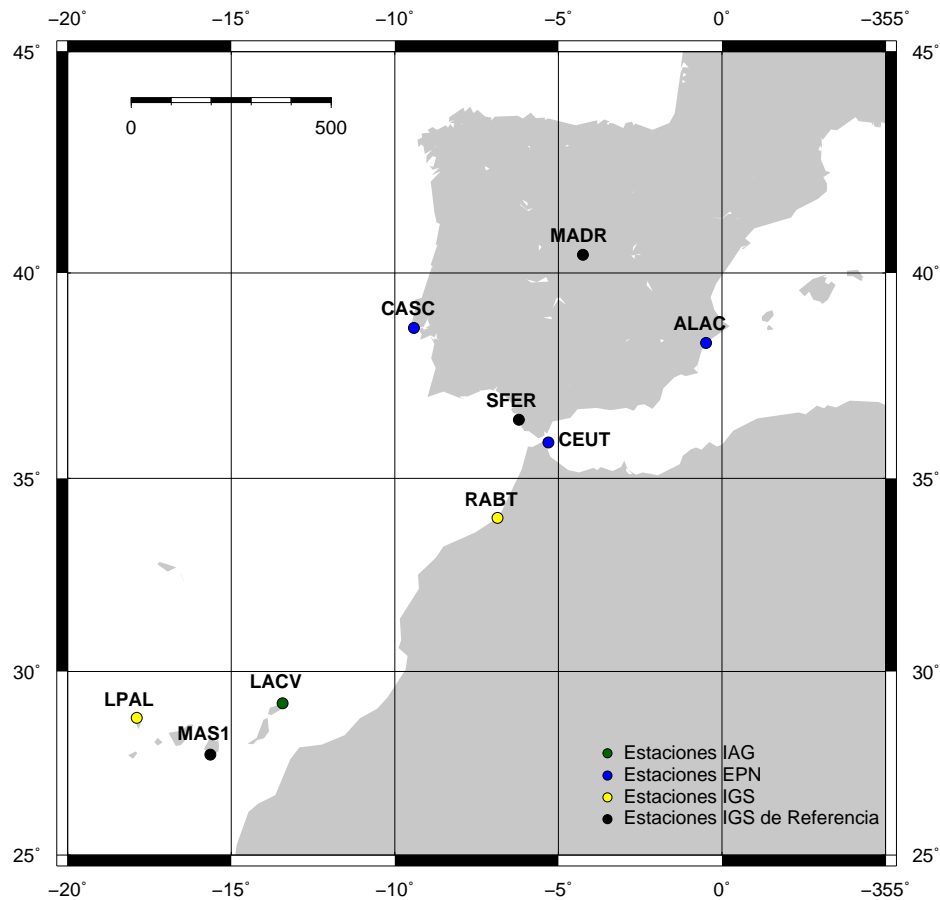 −20˚ −15˚ −10˚ −5˚ 0˚ −355˚
45˚ 45˚
0 500
MADR
40˚ 40˚
CASC
ALAC
SFER
CEUT
35˚ 35˚
RABT
30˚ 30˚
LACV
LPAL
MAS1
Estaciones IAG
Estaciones EPN
Estaciones IGS
Estaciones IGS de Referencia
25˚ 25˚
−20˚ −15˚ −10˚ −5˚ 0˚ −355˚